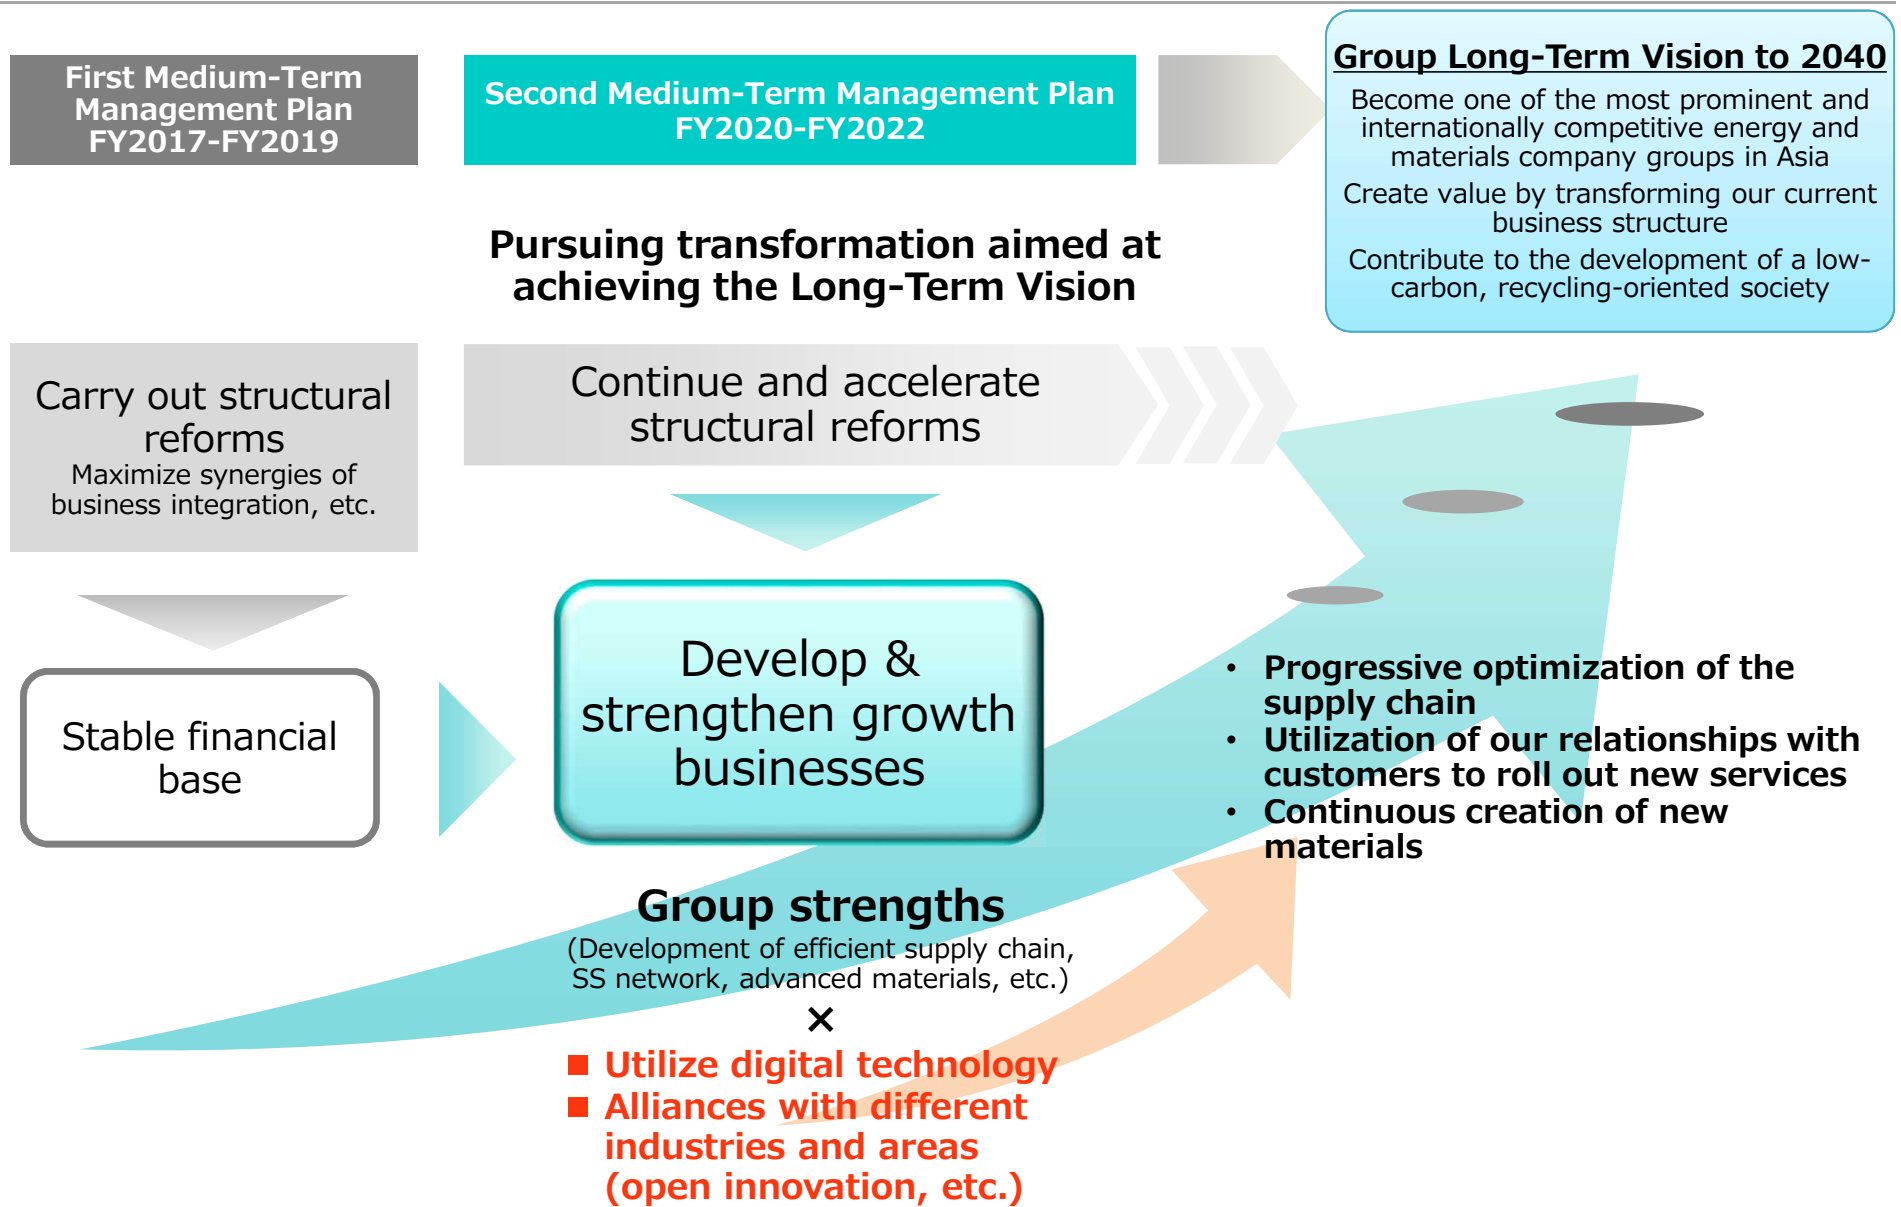 First Medium-Term
Management Plan
FY2017-FY2019
Second Medium-Term Management Plan
FY2020-FY2022
Group Long-Term Vision to 2040
Become one of the most prominent and
internationally competitive energy and
materials company groups in Asia
Create value by transforming our current
business structure
Contribute to the development of a low-
carbon, recycling-oriented society
Pursuing transformation aimed at
achieving the Long-Term Vision
Carry out structural
reforms
Maximize synergies of
business integration, etc.
Continue and accelerate
structural reforms
Stable financial
base
Develop &
strengthen growth
businesses
• Progressive optimization of the
supply chain
• Utilization of our relationships with
customers to roll out new services
• Continuous creation of new
materials
Group strengths
(Development of efficient supply chain,
SS network, advanced materials, etc.)
×
■ Utilize digital technology
■ Alliances with different
industries and areas
(open innovation, etc.)